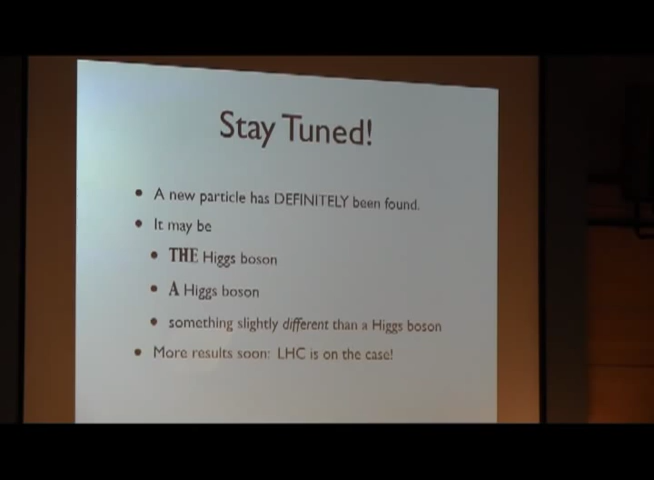 Stay Tuned!
• A new particle has DEFINITELY been found.
• It may be
• THE Higgs boson
• A Higgs boson
• something slightly different than a Higgs boson
• More results soon: LHC is on the case!